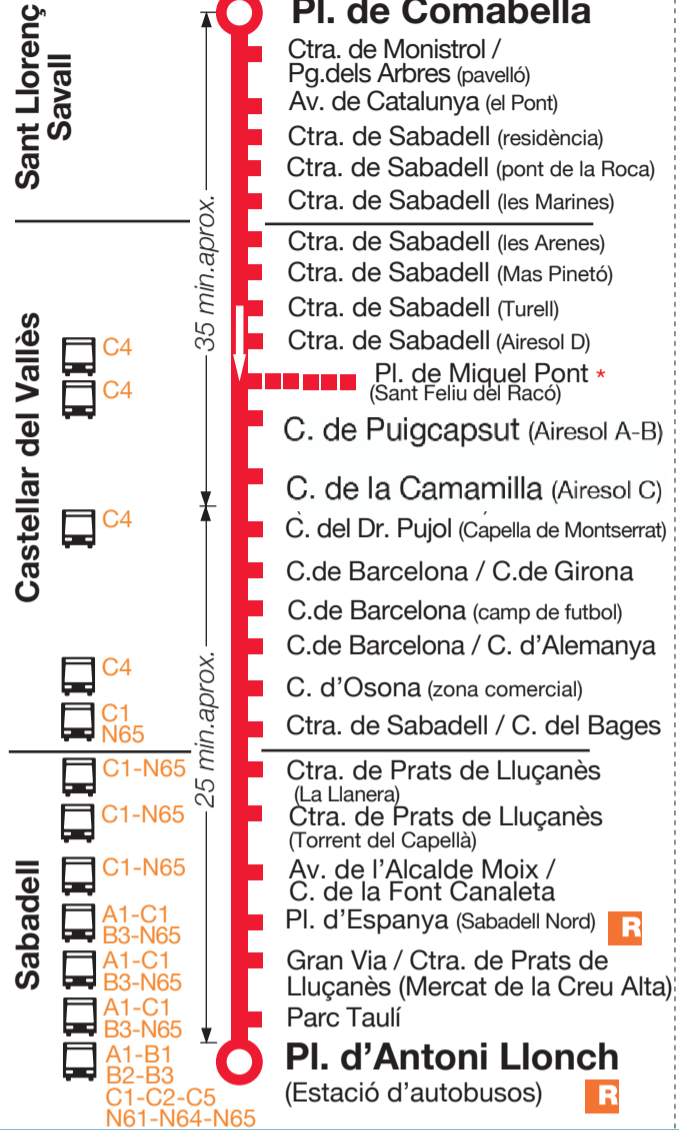 Sant Llorenç
Savall
35 min.aprox.
Pl. de Comabella
Ctra. de Monistrol /
Pg.dels Arbres (pavelló)
Av. de Catalunya (el Pont)
Ctra. de Sabadell (residència)
Ctra. de Sabadell (pont de la Roca)
Ctra. de Sabadell (les Marines)
Castellar del Vallès
Ctra. de Sabadell (les Arenes)
Ctra. de Sabadell (Mas Pinetó)
Ctra. de Sabadell (Turell)
C4
Ctra. de Sabadell (Airesol D)
C4
Pl. de Miquel Pont *
(Sant Feliu del Racó)
C. de Puigcapsut (Airesol A-B)
C. de la Camamilla (Airesol C)
25 min.aprox.
C4
C. del Dr. Pujol (Capella de Montserrat)
C.de Barcelona / C.de Girona
C.de Barcelona (camp de futbol)
C.de Barcelona / C. d'Alemanya
C4
C. d'Osona (zona comercial)
C1
N65
Ctra. de Sabadell / C. del Bages
Sabadell
C1-N65
Ctra. de Prats de Lluçanès
(La Llanera)
C1-N65
Ctra. de Prats de Lluçanès
(Torrent del Capellà)
C1-N65
Av. de l'Alcalde Moix /
C. de la Font Canaleta
A1-C1
B3-N65
Pl. d'Espanya (Sabadell Nord) R
A1-C1
B3-N65
Gran Via / Ctra. de Prats de
Lluçanès (Mercat de la Creu Alta)
A1-C1
B3-N65
Parc Taulí
A1-B1
B2-B3
C1-C2-C5
N61-N64-N65
Pl. d'Antoni Llonch
(Estació d'autobusos) R